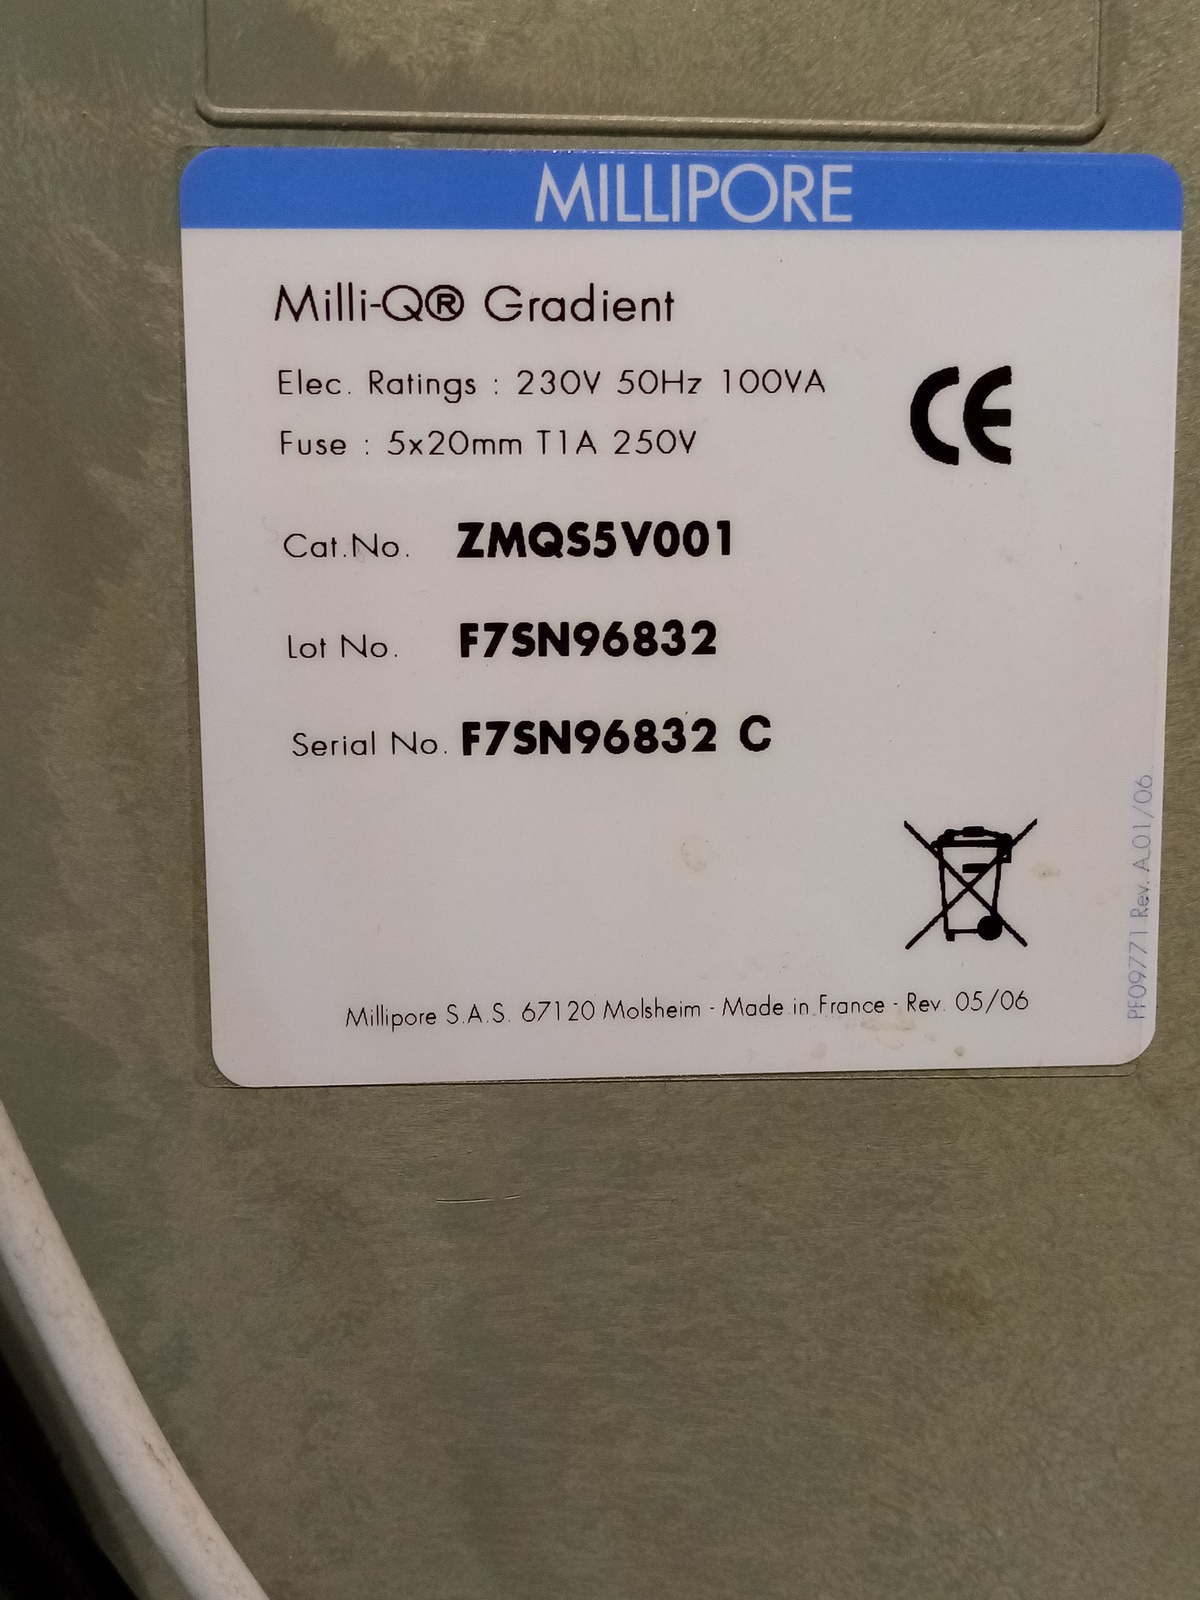 MILLIPORE
Milli-Q® Gradient
Elec. Ratings : 230V 50Hz 100VA
Fuse : 5x20mm T1A 250V
CE
Cat.No. ZMQS5V001
Lot No. F7SN96832
Serial No. F7SN96832 C
Millipore S.A.S. 67120 Molsheim - Made in France - Rev. 05/06
PF09771 Rev. A.01/06